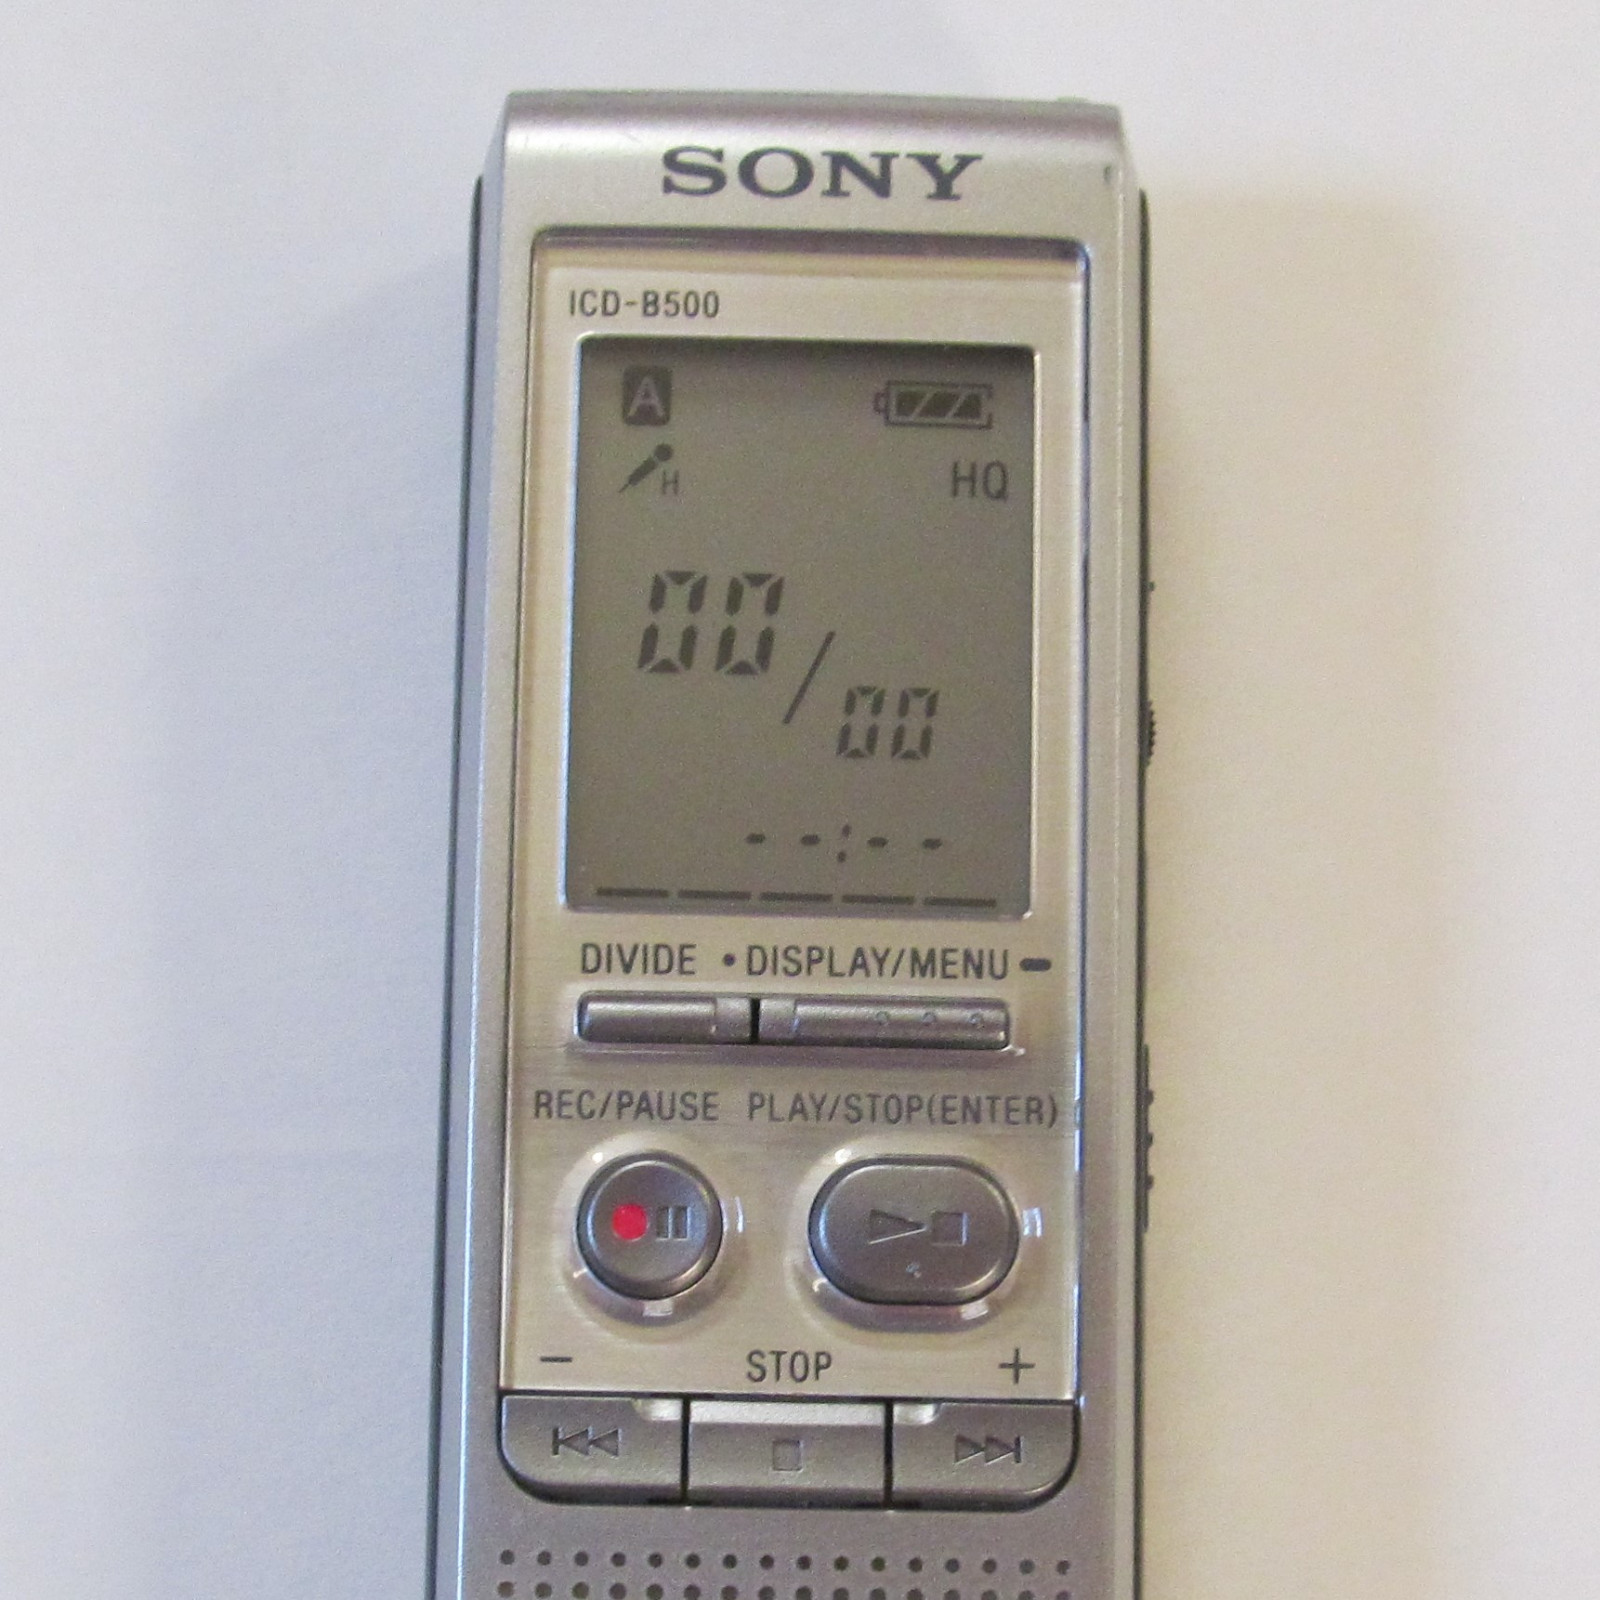 SONY
ICD-B500
A
H HQ
00/00
--:--
DIVIDE • DISPLAY/MENU
REC/PAUSE PLAY/STOP(ENTER)
− STOP +